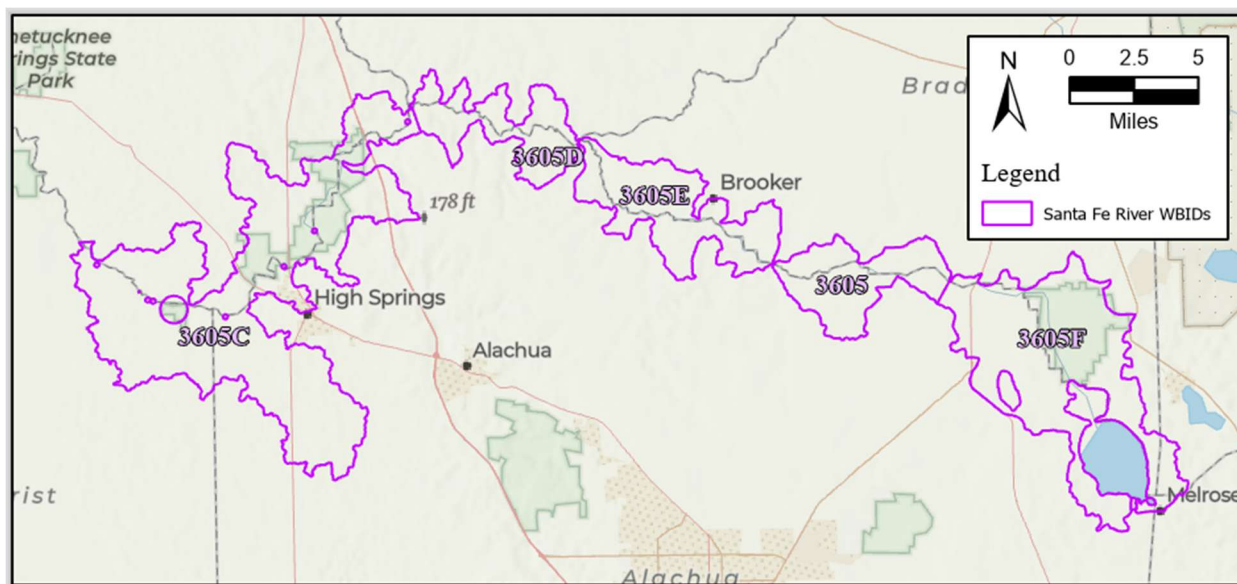 netucknee
rings State
Park
N
0 2.5 5
Miles
Brad
Legend
Santa Fe River WBIDs
3605D
3605E
Brooker
178 ft
3605
High Springs
3605C
3605F
Alachua
rist
Melrose
Alachua